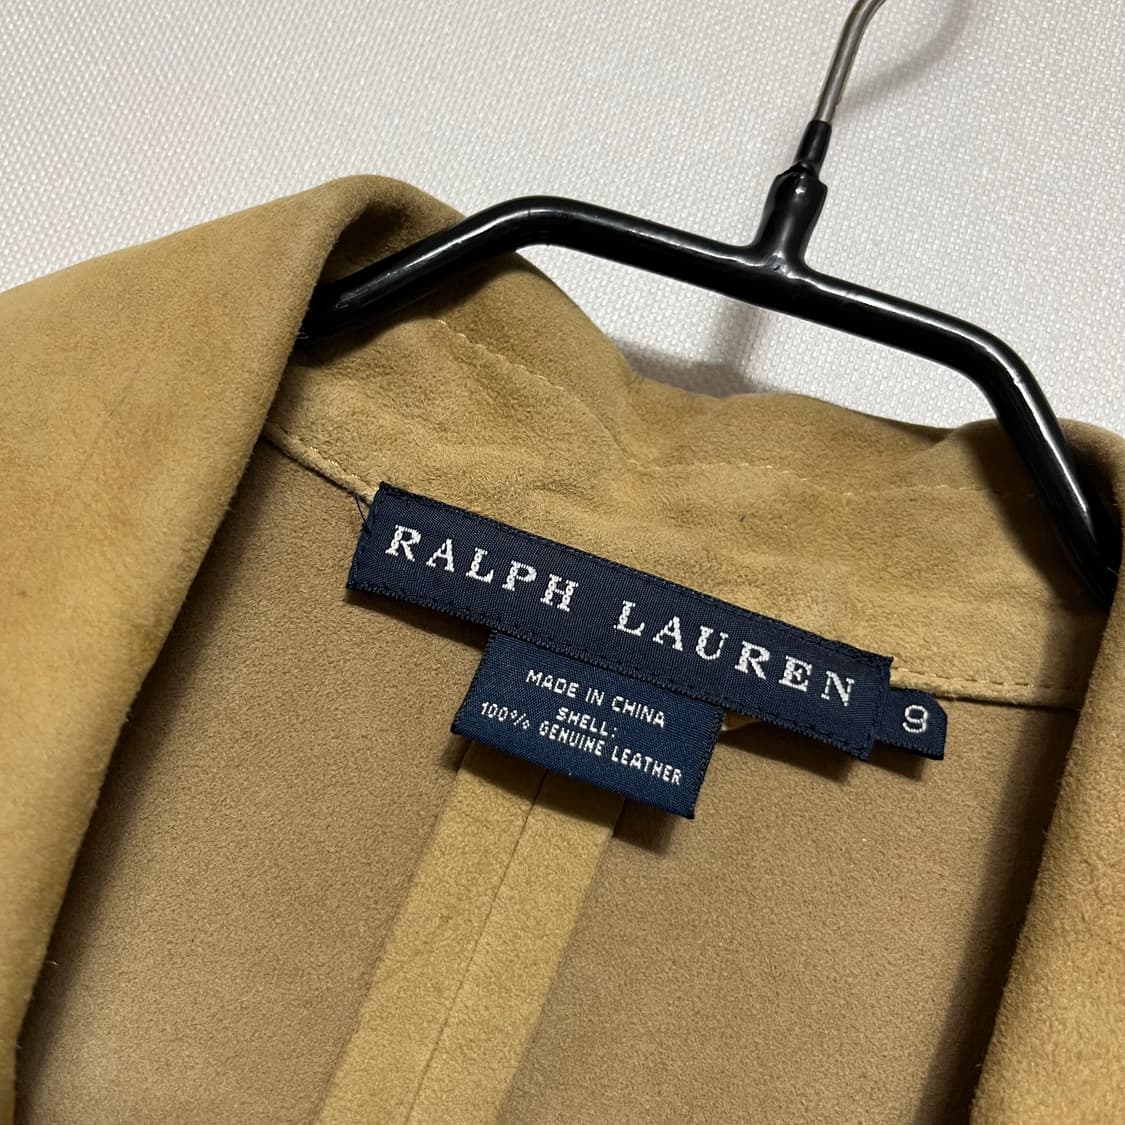 RALPH LAUREN
9
MADE IN CHINA
SHELL:
100% GENUINE LEATHER